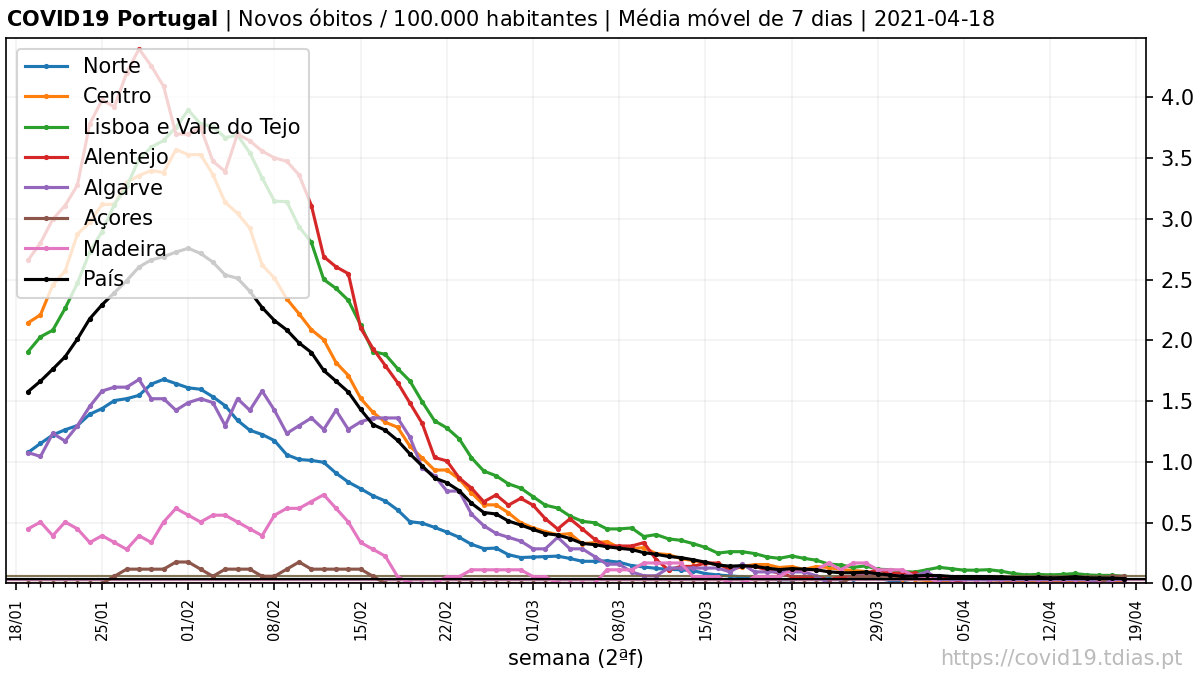 COVID19 Portugal | Novos óbitos / 100.000 habitantes | Média móvel de 7 dias | 2021-04-18
Norte
Centro
Lisboa e Vale do Tejo
Alentejo
Algarve
Açores
Madeira
País
4.0
3.5
3.0
2.5
2.0
1.5
1.0
0.5
0.0
18/01 25/01 01/02 08/02 15/02 22/02 01/03 08/03 15/03 22/03 29/03 05/04 12/04 19/04
semana (2ªf)
https://covid19.tdias.pt